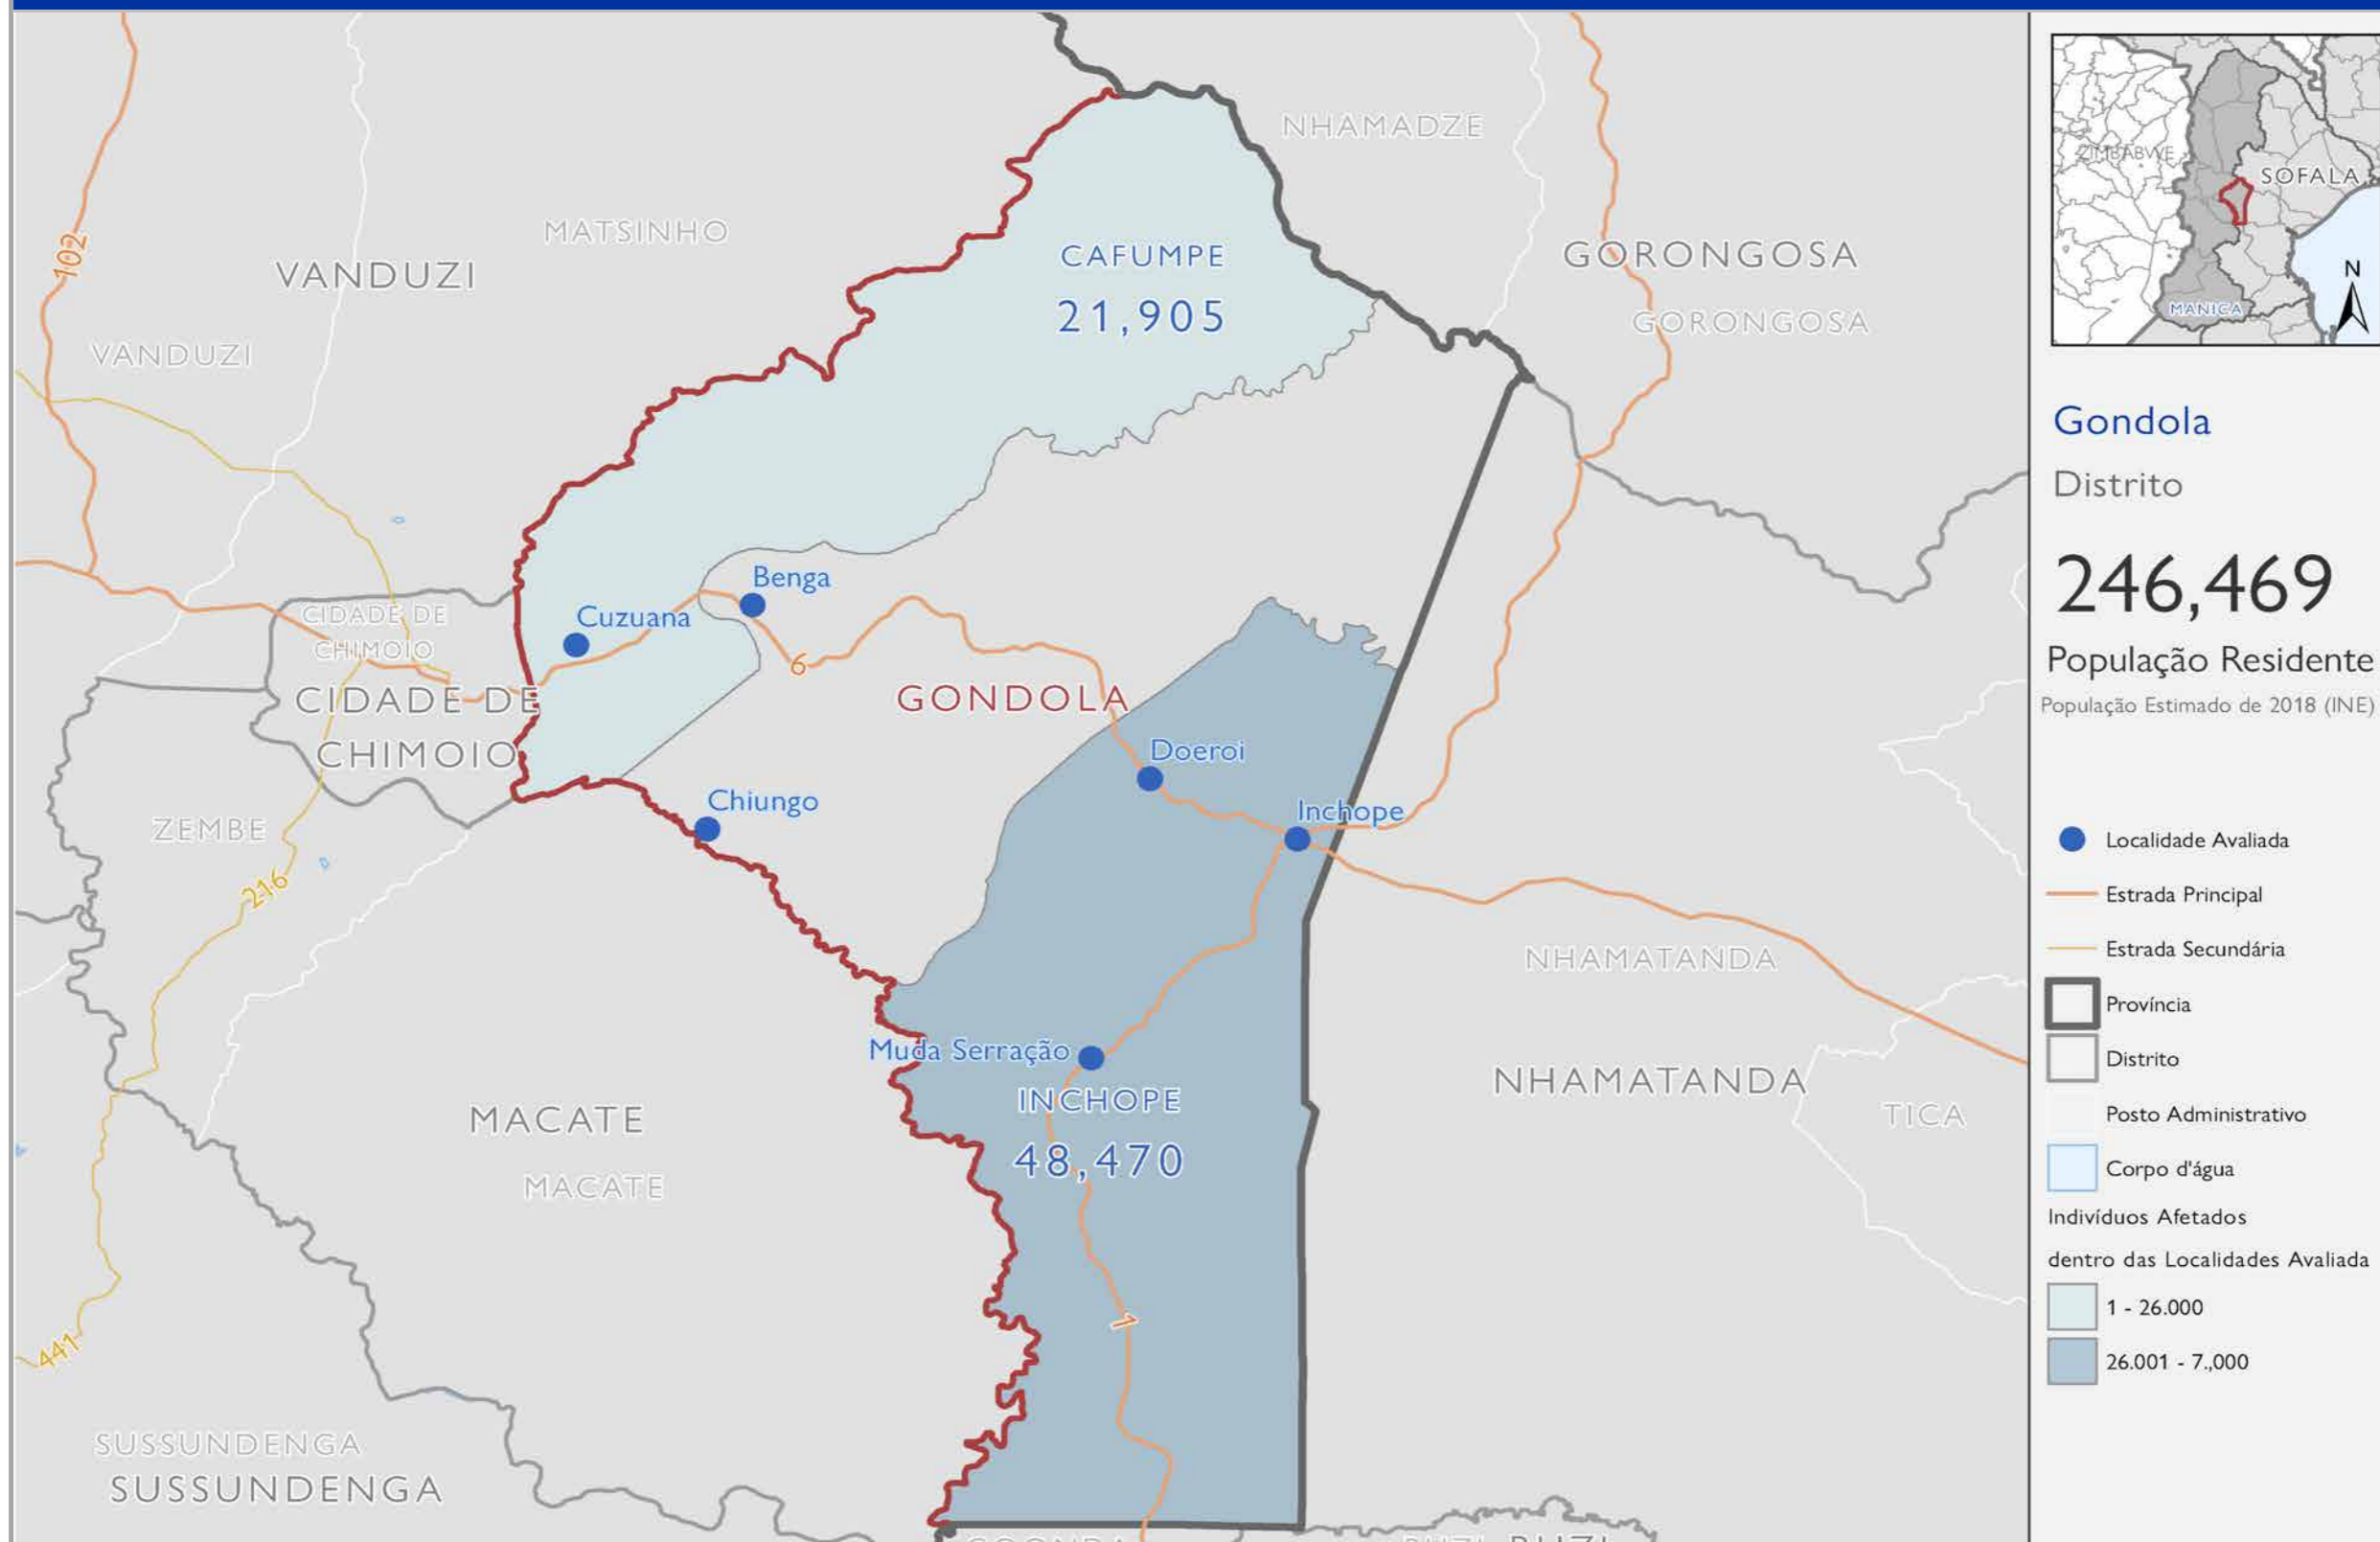 102
VANDUZI
VANDUZI
MATSINHO
NHAMADZE
CAFUMPE
21,905
GORONGOSA
GORONGOSA
Benga
Cuzuana
CIDADE DE
CHIMOIO
CIDADE DE
CHIMOIO
6
GONDOLA
Doeroi
Chiungo
Inchope
ZEMBE
216
NHAMATANDA
Muda Serração
INCHOPE
48,470
NHAMATANDA
TICA
MACATE
MACATE
1
441
SUSSUNDENGA
SUSSUNDENGA
BUZI
ZIMBABWE
SOFALA
MANICA
N
Gondola
Distrito
246,469
População Residente
População Estimado de 2018 (INE)
Localidade Avaliada
Estrada Principal
Estrada Secundária
Província
Distrito
Posto Administrativo
Corpo d'água
Indivíduos Afetados
dentro das Localidades Avaliada
1 - 26.000
26.001 - 7.,000